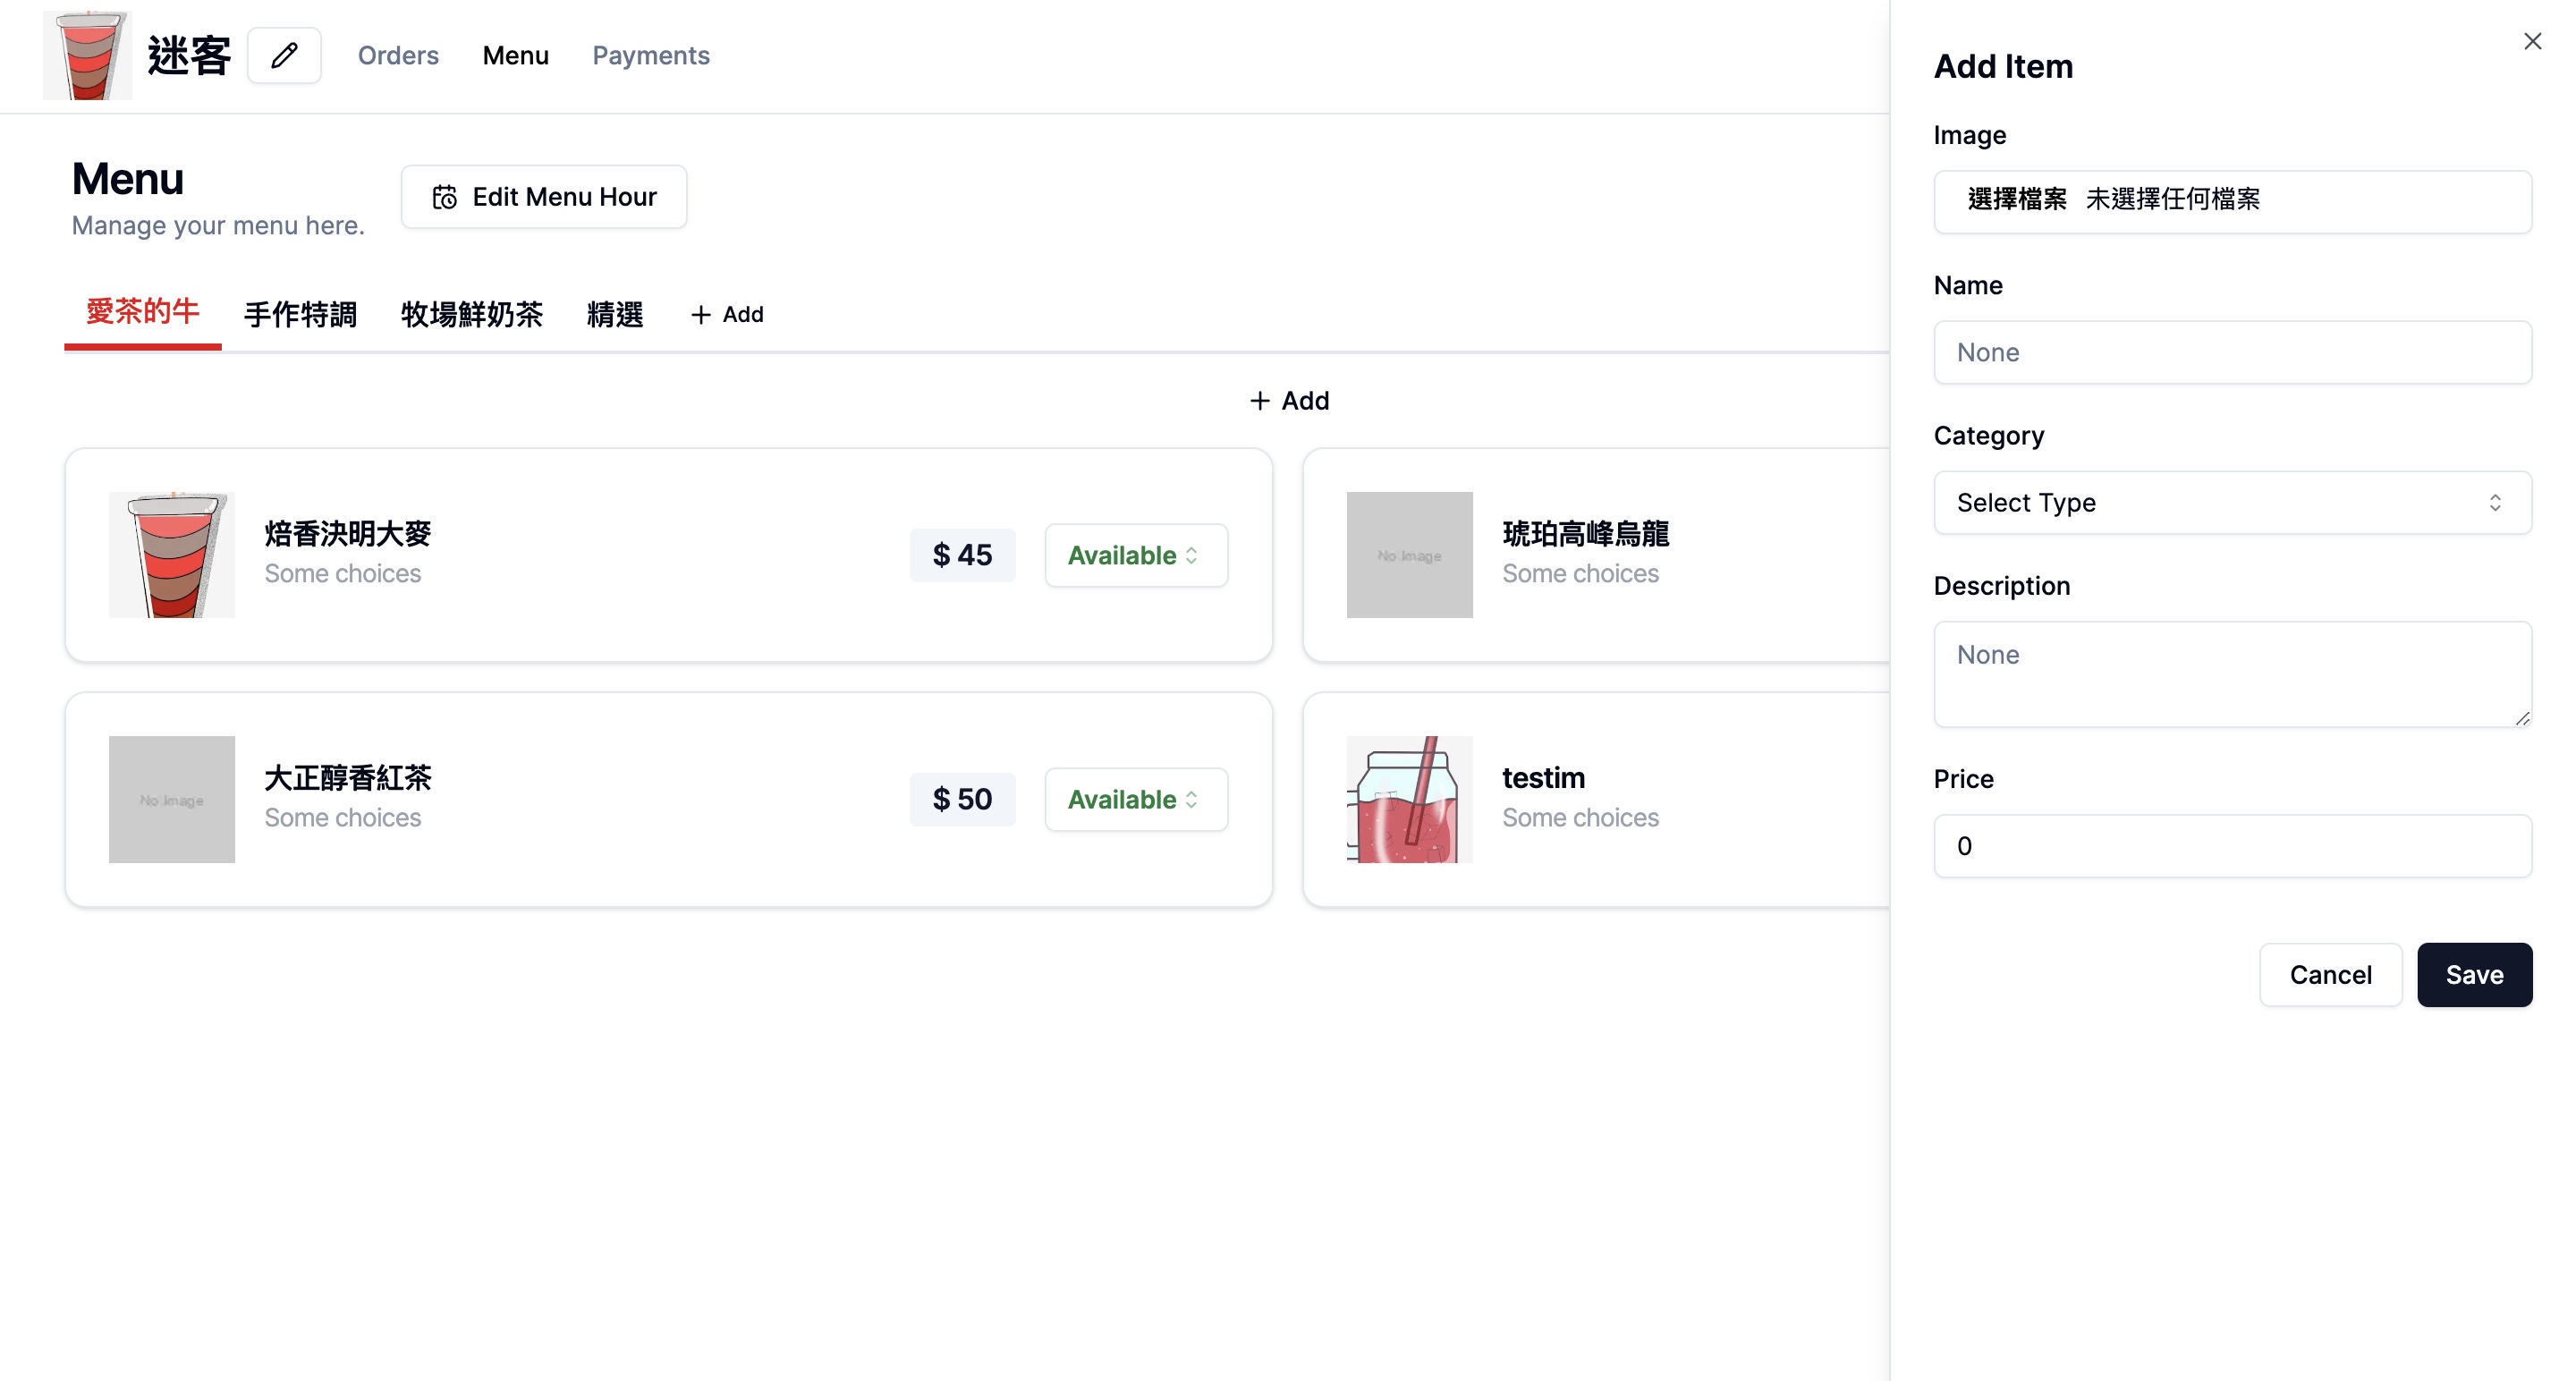 迷客
Orders
Menu
Payments
Menu
Manage your menu here.
Edit Menu Hour
愛茶的牛
手作特調
牧場鮮奶茶
精選
+ Add
+ Add
焙香決明大麥
Some choices
$ 45
Available
No Image
琥珀高峰烏龍
Some choices
No Image
大正醇香紅茶
Some choices
$ 50
Available
testim
Some choices
Add Item
Image
選擇檔案 未選擇任何檔案
Name
None
Category
Select Type
Description
None
Price
0
Cancel
Save